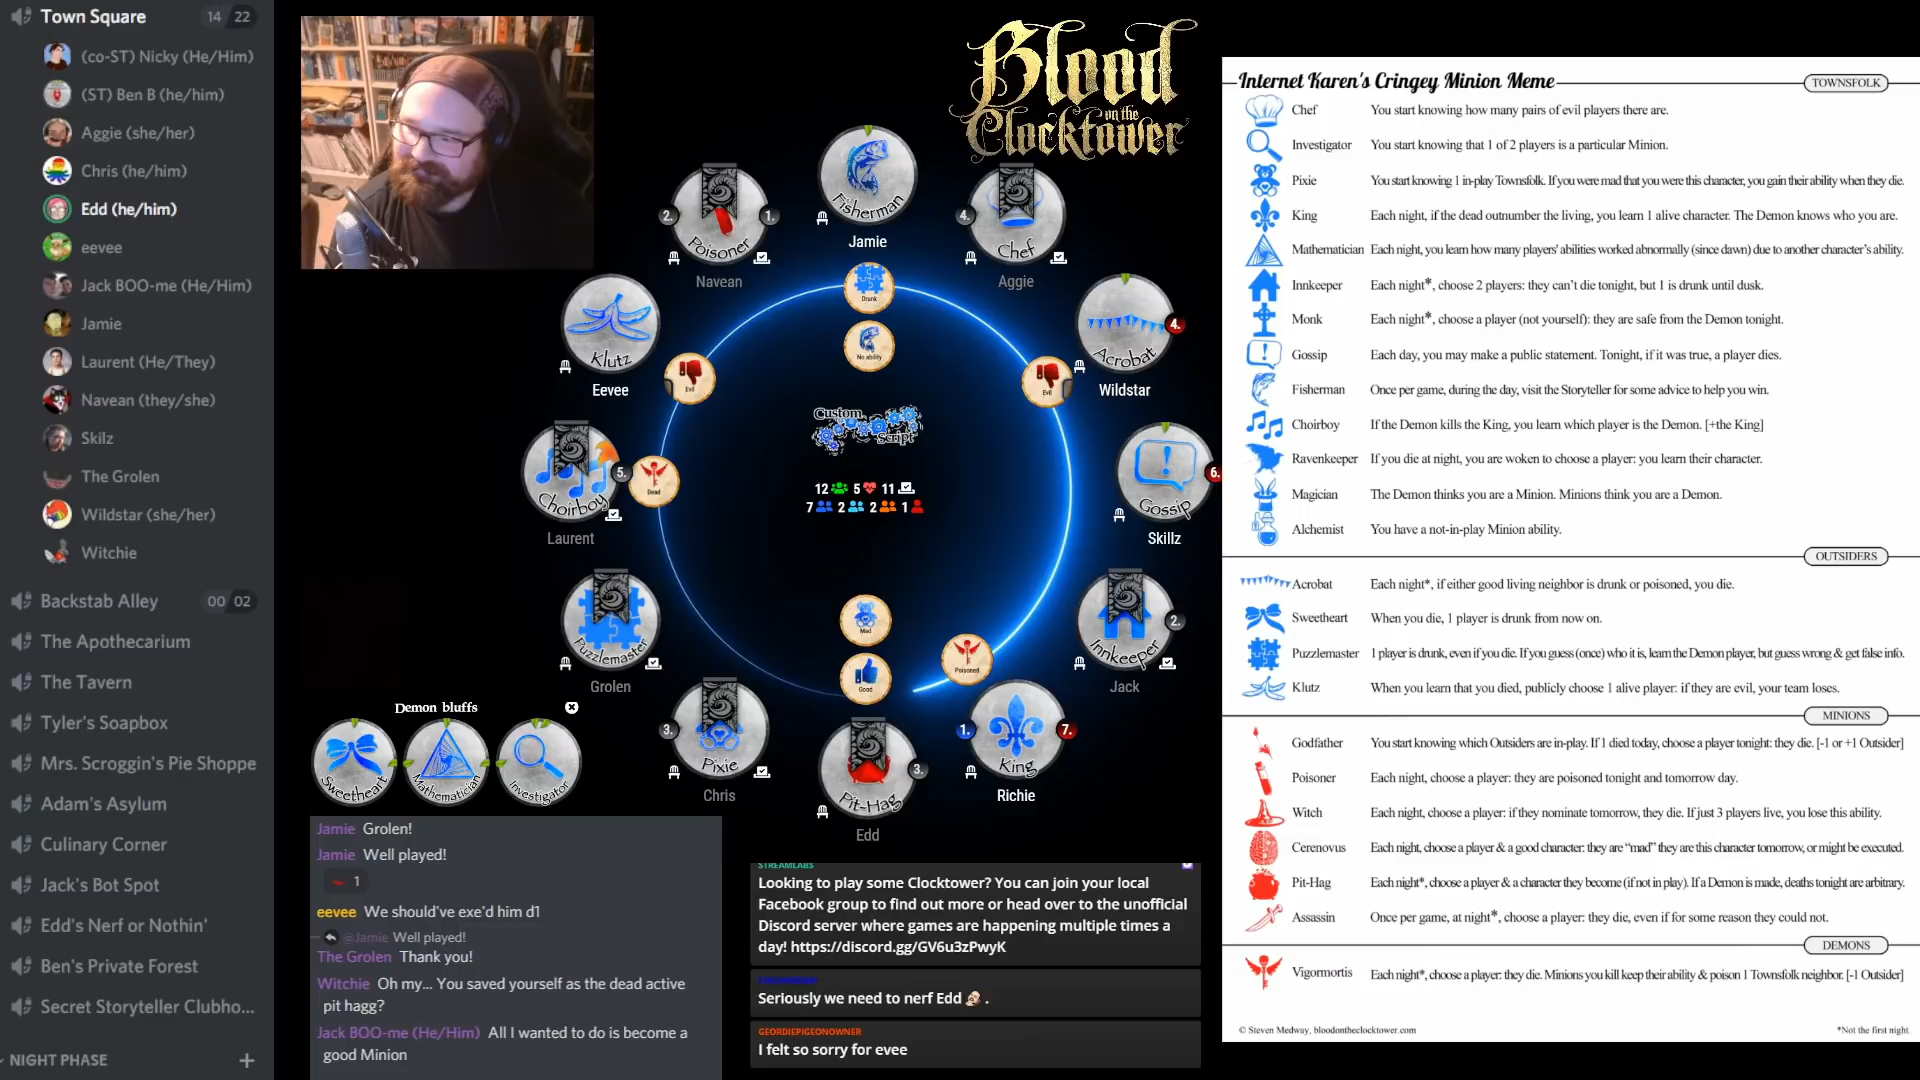 Town Square 14 22
(co-ST) Nicky (He/Him)
(ST) Ben B (he/him)
Aggie (she/her)
Chris (he/him)
Edd (he/him)
eevee
Jack BOO-me (He/Him)
Jamie
Laurent (He/They)
Navean (they/she)
Skilz
The Grolen
Wildstar (she/her)
Witchie
Backstab Alley 00 02
The Apothecarium
The Tavern
Tyler's Soapbox
Mrs. Scroggin's Pie Shoppe
Adam's Asylum
Culinary Corner
Jack's Bot Spot
Edd's Nerf or Nothin'
Ben's Private Forest
Secret Storyteller Clubho...
NIGHT PHASE +
Blood
on the
Clocktower
Fisherman
Jamie
Drunk
No ability
2. Poisoner 1.
Navean
4. Chef
Aggie
Klutz
Eevee
Evil
Acrobat 4.
Wildstar
Evil
Choirboy 5.
Laurent
Dead
Gossip 6.
Skillz
Custom
Script
12 5 11
7 2 2 1
Puzzlemaster
Grolen
Innkeeper 2.
Jack
3. Pixie
Chris
Mad
Good
Pit-Hag 3.
Edd
Poisoned
1. King 7.
Richie
Demon bluffs
Sweetheart
Mathematician
Investigator
Jamie Grolen!
Jamie Well played!
1
eevee We should've exe'd him d1
@Jamie Well played!
The Grolen Thank you!
Witchie Oh my... You saved yourself as the dead active
pit hagg?
Jack BOO-me (He/Him) All I wanted to do is become a
good Minion
STREAMLABS
Looking to play some Clocktower? You can join your local
Facebook group to find out more or head over to the unofficial
Discord server where games are happening multiple times a
day! https://discord.gg/GV6u3zPwyK
Seriously we need to nerf Edd .
GEORDIEPIGEONOWNER
I felt so sorry for evee
Internet Karen's Cringey Minion Meme
TOWNSFOLK
Chef You start knowing how many pairs of evil players there are.
Investigator You start knowing that 1 of 2 players is a particular Minion.
Pixie You start knowing 1 in-play Townsfolk. If you were mad that you were this character, you gain their ability when they die.
King Each night, if the dead outnumber the living, you learn 1 alive character. The Demon knows who you are.
Mathematician Each night, you learn how many players' abilities worked abnormally (since dawn) due to another character's ability.
Innkeeper Each night*, choose 2 players: they can't die tonight, but 1 is drunk until dusk.
Monk Each night*, choose a player (not yourself): they are safe from the Demon tonight.
Gossip Each day, you may make a public statement. Tonight, if it was true, a player dies.
Fisherman Once per game, during the day, visit the Storyteller for some advice to help you win.
Choirboy If the Demon kills the King, you learn which player is the Demon. [+the King]
Ravenkeeper If you die at night, you are woken to choose a player: you learn their character.
Magician The Demon thinks you are a Minion. Minions think you are a Demon.
Alchemist You have a not-in-play Minion ability.
OUTSIDERS
Acrobat Each night*, if either good living neighbor is drunk or poisoned, you die.
Sweetheart When you die, 1 player is drunk from now on.
Puzzlemaster 1 player is drunk, even if you die. If you guess (once) who it is, learn the Demon player, but guess wrong & get false info.
Klutz When you learn that you died, publicly choose 1 alive player: if they are evil, your team loses.
MINIONS
Godfather You start knowing which Outsiders are in-play. If 1 died today, choose a player tonight: they die. [-1 or +1 Outsider]
Poisoner Each night, choose a player: they are poisoned tonight and tomorrow day.
Witch Each night, choose a player: if they nominate tomorrow, they die. If just 3 players live, you lose this ability.
Cerenovus Each night, choose a player & a good character: they are “mad” they are this character tomorrow, or might be executed.
Pit-Hag Each night*, choose a player & a character they become (if not in play). If a Demon is made, deaths tonight are arbitrary.
Assassin Once per game, at night*, choose a player: they die, even if for some reason they could not.
DEMONS
Vigormortis Each night*, choose a player: they die. Minions you kill keep their ability & poison 1 Townsfolk neighbor. [-1 Outsider]
© Steven Medway, bloodontheclocktower.com
*Not the first night.